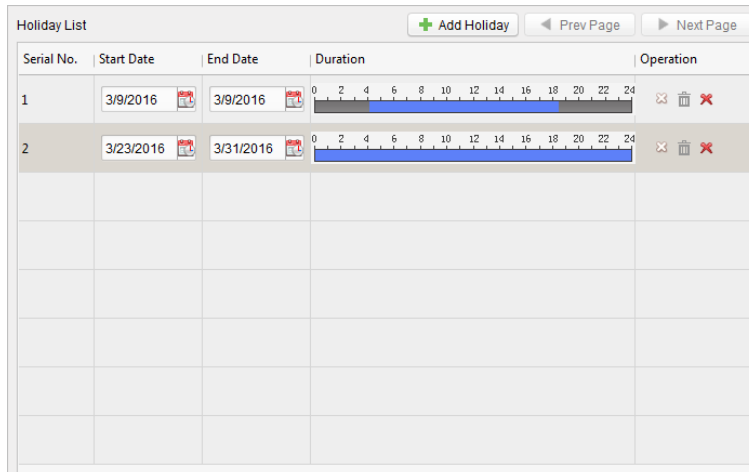 Holiday List
Add Holiday Prev Page Next Page
Serial No. Start Date End Date Duration Operation
1 3/9/2016 3/9/2016 0 2 4 6 8 10 12 14 16 18 20 22 24
2 3/23/2016 3/31/2016 0 2 4 6 8 10 12 14 16 18 20 22 24